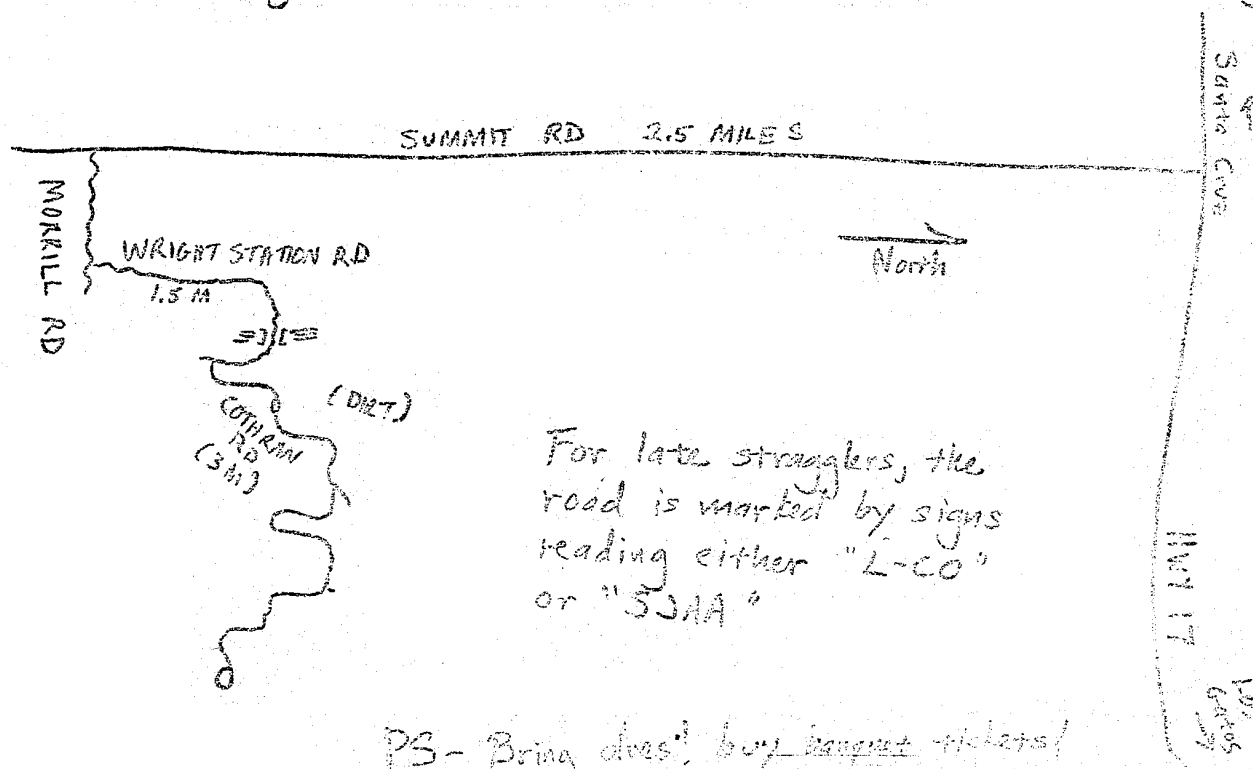 Santa Cruz
SUMMIT RD 2.5 MILES
MORRILL RD
WRIGHT STATION RD
1.5 M
North
(DIRT)
COTHRAN
RD
(3M)
For late stragglers, the
road is marked by signs
reading either "L-CO"
or "SJAA"
HWY 17
Los
Gatos
PS- Bring dues! buy banquet tickets!